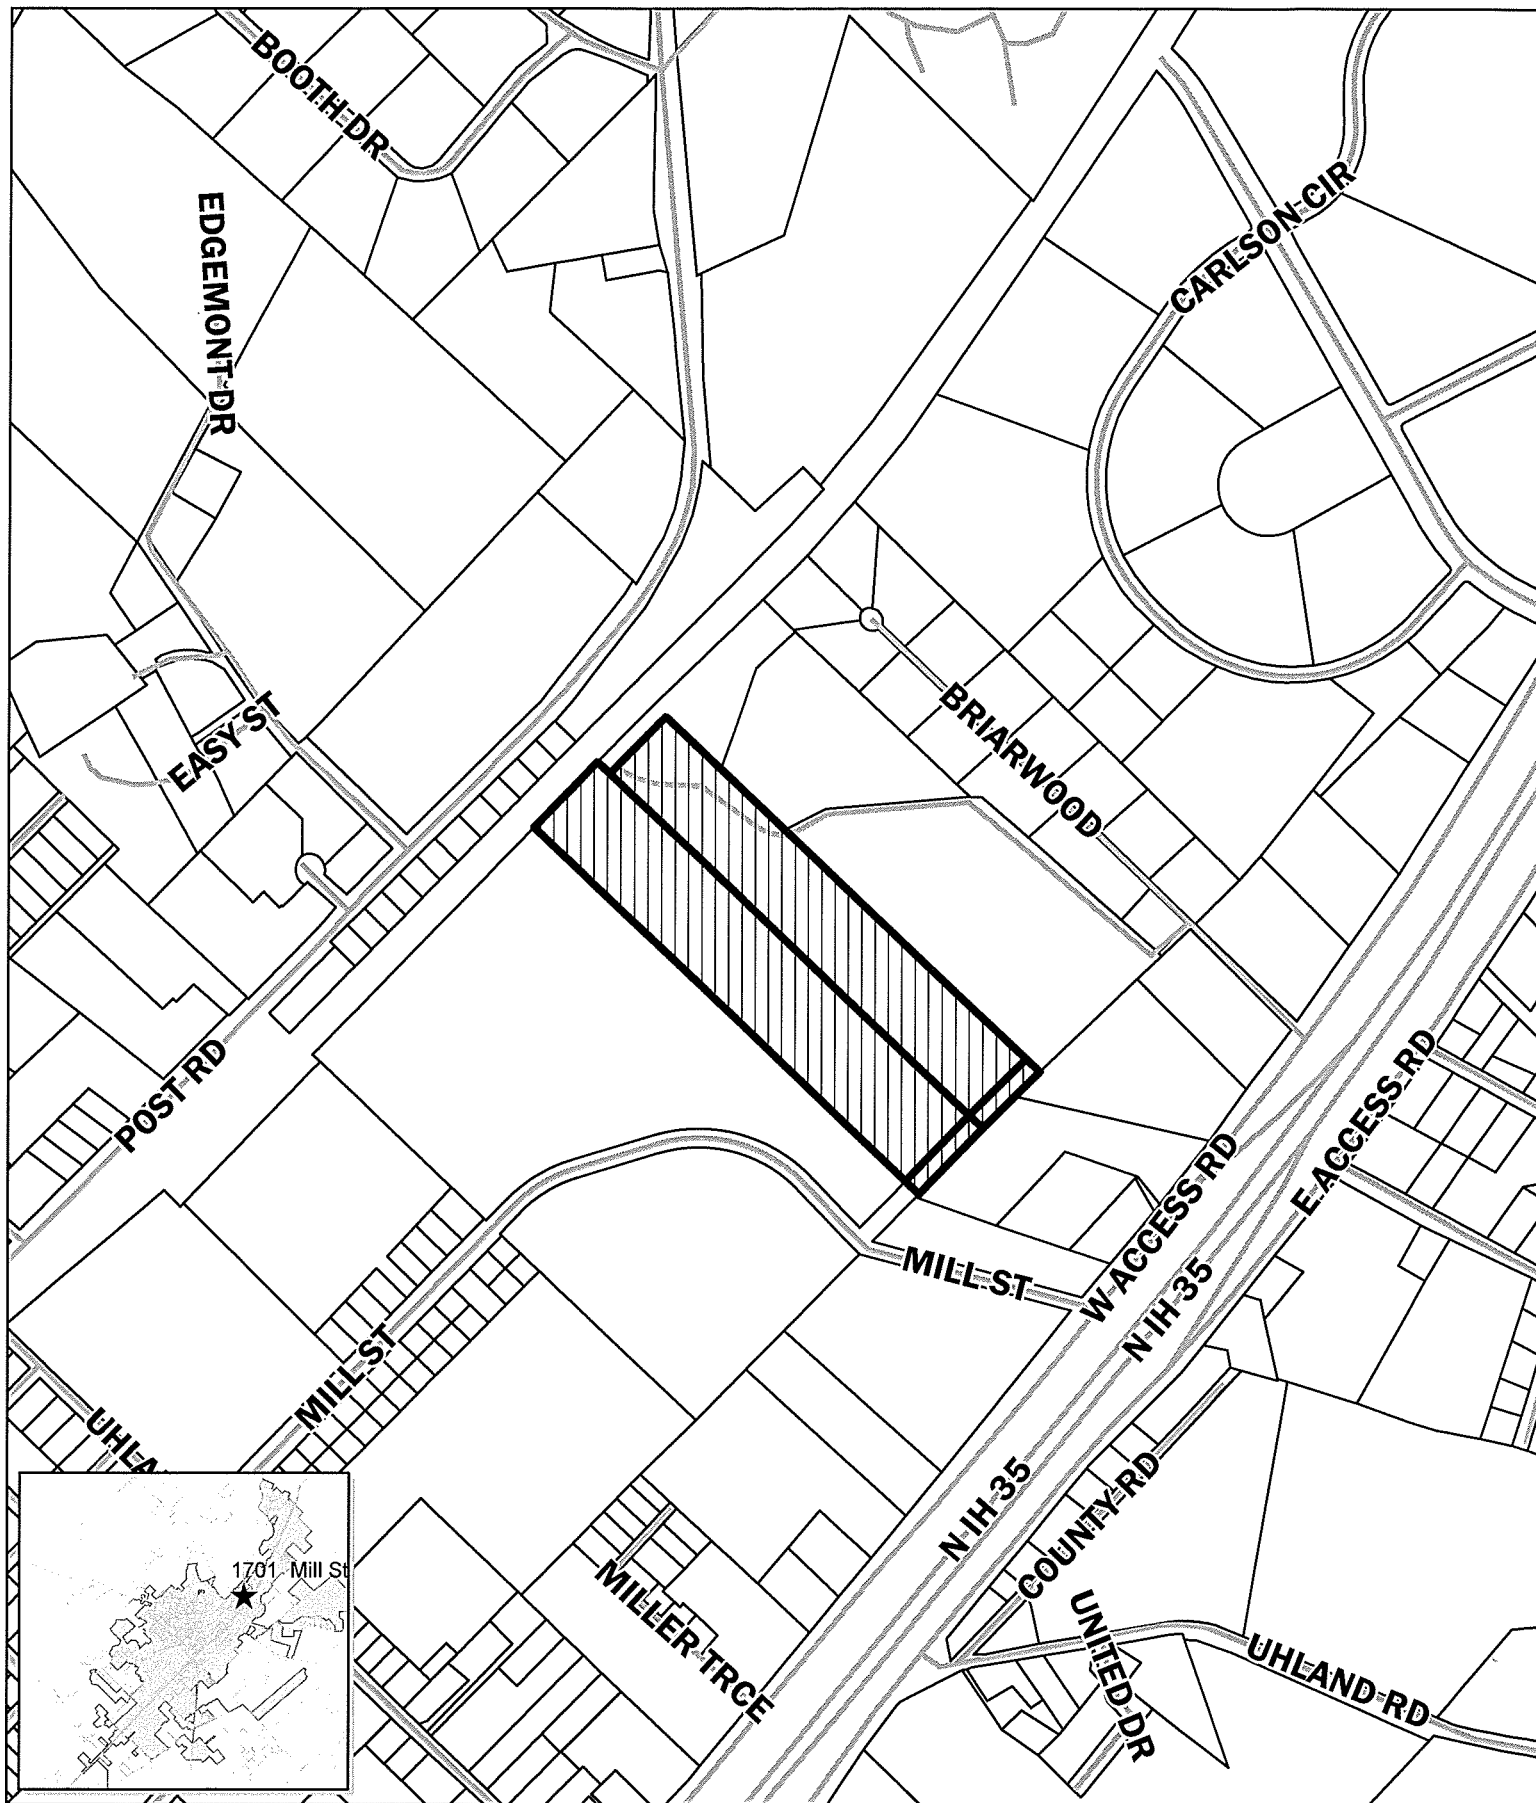 BOOTH DR
EDGEMONT DR
CARLSON CIR
EASY ST
BRIARWOOD
POST RD
W ACCESS RD
E ACCESS RD
MILL ST
N IH 35
MILL ST
UHLA
N IH 35
COUNTY RD
1701 Mill St
MILLER TRCE
UNITED DR
UHLAND RD